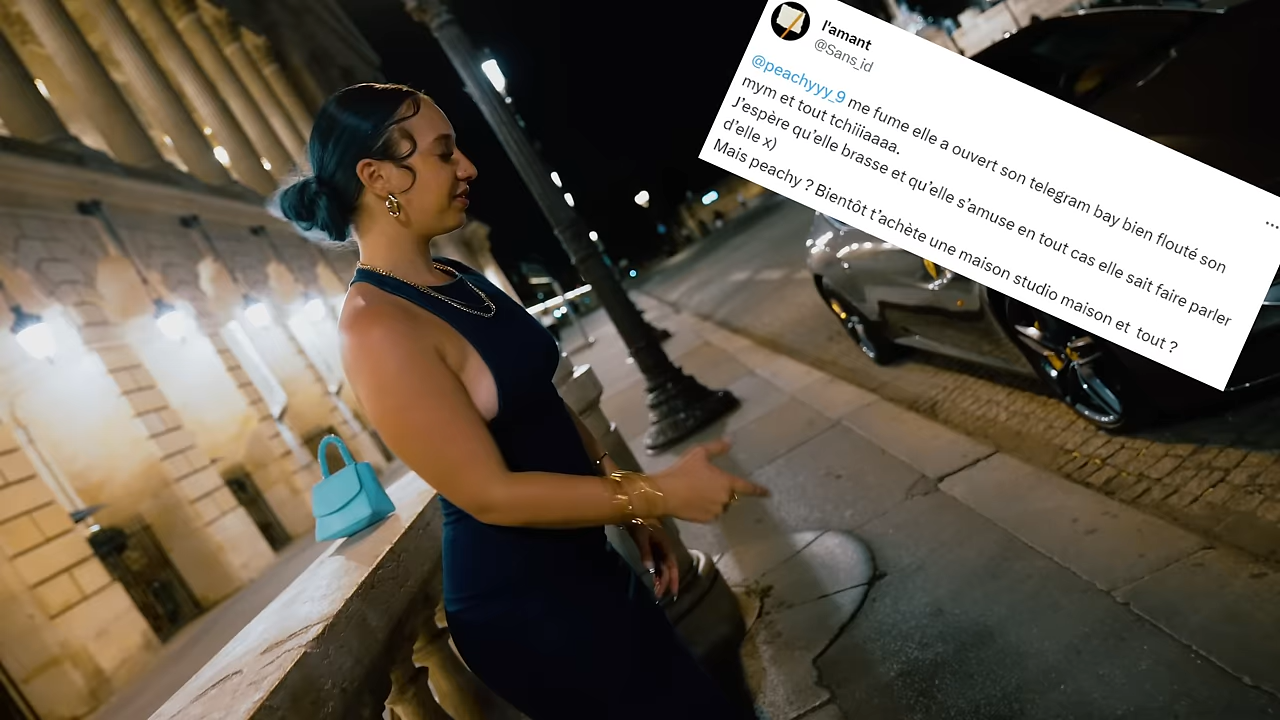 l'amant
@Sans_id
@peachyyy_9 me fume elle a ouvert son telegram bay bien flouté son
mym et tout tchiiiaaaa.
J'espère qu'elle brasse et qu'elle s'amuse en tout cas elle sait faire parler
d'elle x)
Mais peachy ? Bientôt t'achète une maison studio maison et tout ?